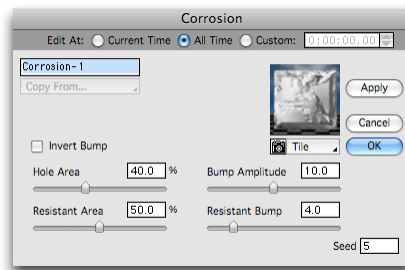 Corrosion
Edit At: Current Time All Time Custom: 0:00:00.00
Corrosion-1
Copy From...
Apply
Cancel
Tile OK
Invert Bump
Hole Area 40.0 % Bump Amplitude 10.0
Resistant Area 50.0 % Resistant Bump 4.0
Seed 5